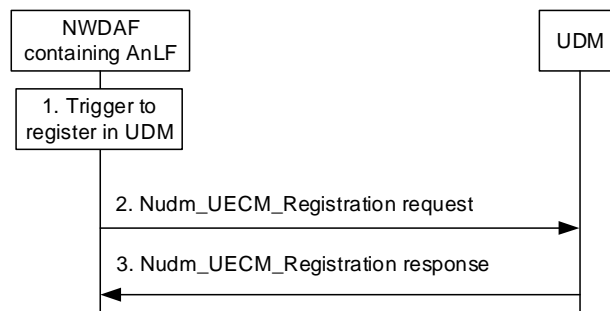 NWDAF
containing AnLF
UDM
1. Trigger to
register in UDM
2. Nudm_UECM_Registration request
3. Nudm_UECM_Registration response